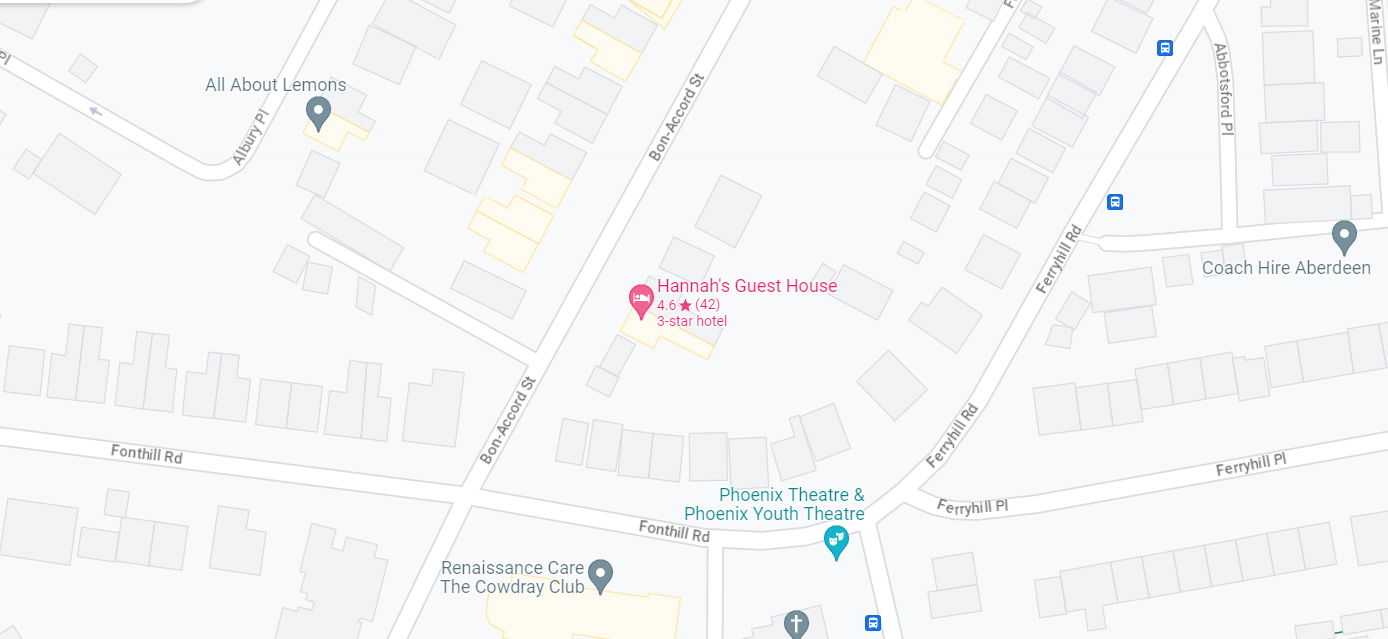 Pl
All About Lemons
Albury Pl
Bon-Accord St
Abbotsford Pl
Marine Ln
Ferryhill Rd
Coach Hire Aberdeen
Hannah's Guest House
4.6★ (42)
3-star hotel
Bon-Accord St
Fonthill Rd
Ferryhill Rd
Ferryhill Pl
Phoenix Theatre &
Phoenix Youth Theatre
Ferryhill Pl
Fonthill Rd
Renaissance Care
The Cowdray Club